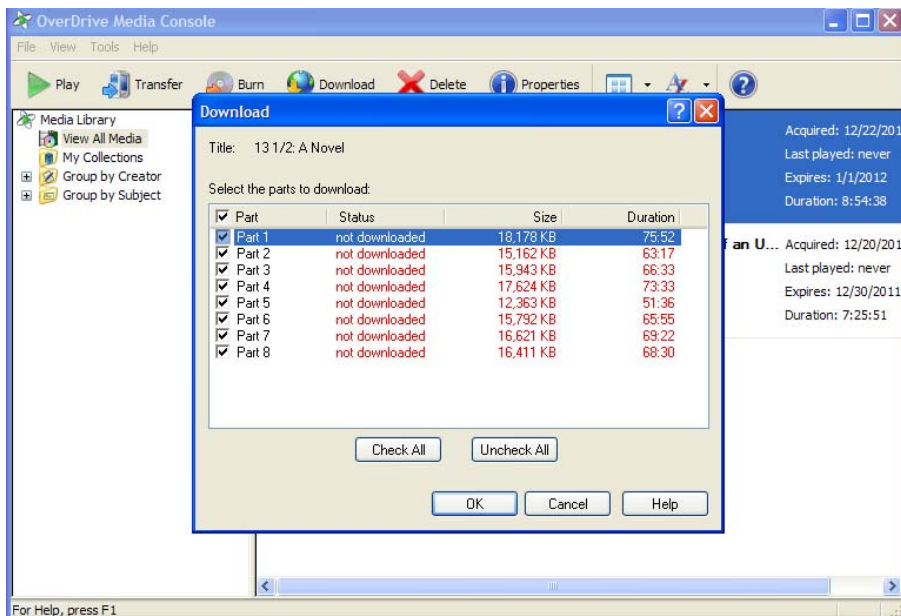 OverDrive Media Console
File View Tools Help
Play Transfer Burn Download Delete Properties
Media Library
View All Media
My Collections
Group by Creator
Group by Subject
Download
Title: 13 1/2: A Novel
Select the parts to download:
Part Status Size Duration
Part 1 not downloaded 18,178 KB 75:52
Part 2 not downloaded 15,162 KB 63:17
Part 3 not downloaded 15,943 KB 66:33
Part 4 not downloaded 17,624 KB 73:33
Part 5 not downloaded 12,363 KB 51:36
Part 6 not downloaded 15,792 KB 65:55
Part 7 not downloaded 16,621 KB 69:22
Part 8 not downloaded 16,411 KB 68:30
Check All Uncheck All
OK Cancel Help
Acquired: 12/22/201
Last played: never
Expires: 1/1/2012
Duration: 8:54:38
f an U... Acquired: 12/20/201
Last played: never
Expires: 12/30/2011
Duration: 7:25:51
For Help, press F1